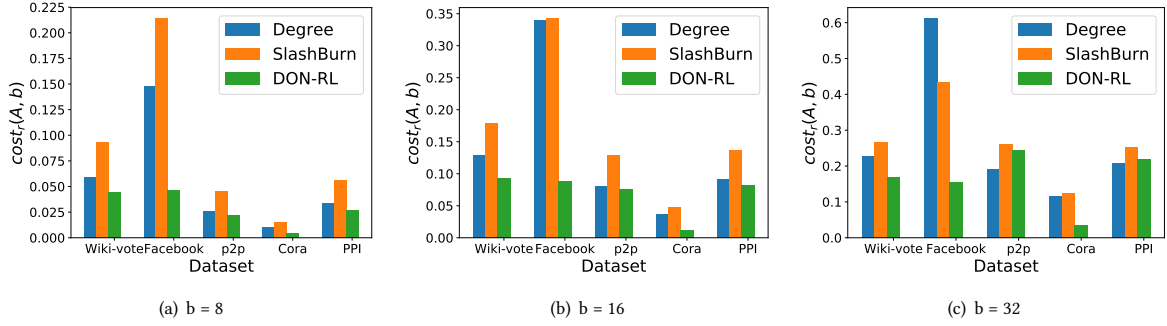 0.225
0.200
0.175
0.150
0.125
0.100
0.075
0.050
0.025
0.000
cost_r(A, b)
Degree
SlashBurn
DON-RL
Wiki-vote Facebook p2p Cora PPI
Dataset
(a) b = 8
0.35
0.30
0.25
0.20
0.15
0.10
0.05
0.00
cost_r(A, b)
Degree
SlashBurn
DON-RL
Wiki-vote Facebook p2p Cora PPI
Dataset
(b) b = 16
0.6
0.5
0.4
0.3
0.2
0.1
0.0
cost_r(A, b)
Degree
SlashBurn
DON-RL
Wiki-vote Facebook p2p Cora PPI
Dataset
(c) b = 32